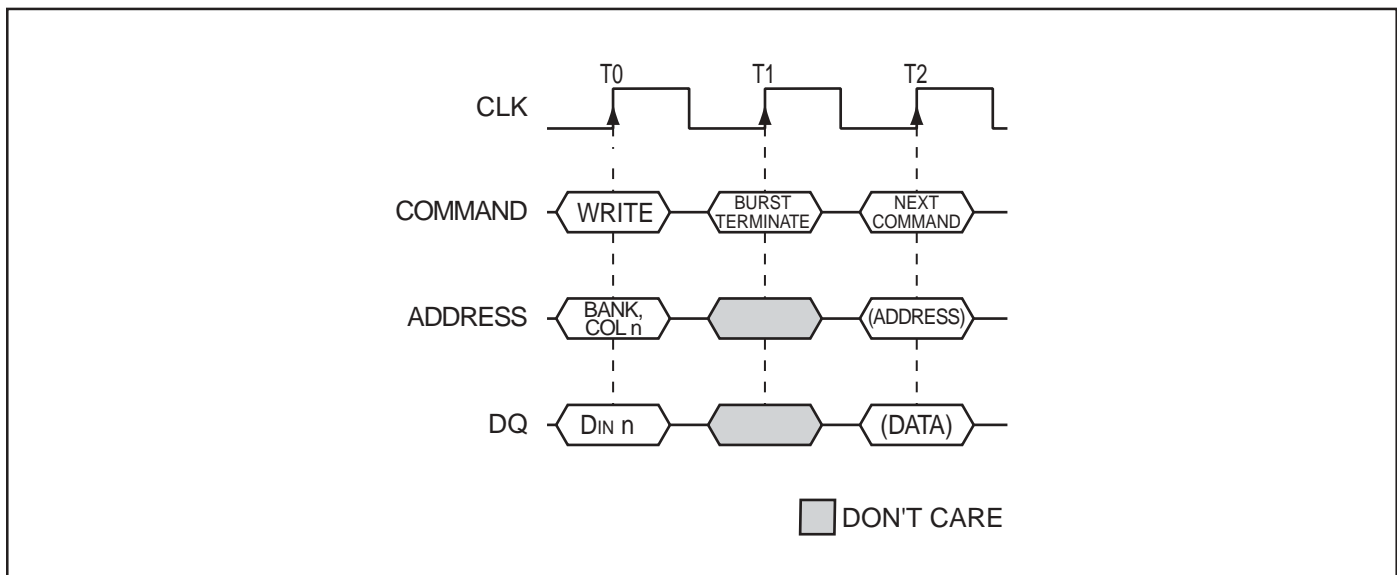 T0 T1 T2
CLK
COMMAND WRITE BURST TERMINATE NEXT COMMAND
ADDRESS BANK, COL n (ADDRESS)
DQ DIN n (DATA)
DON'T CARE